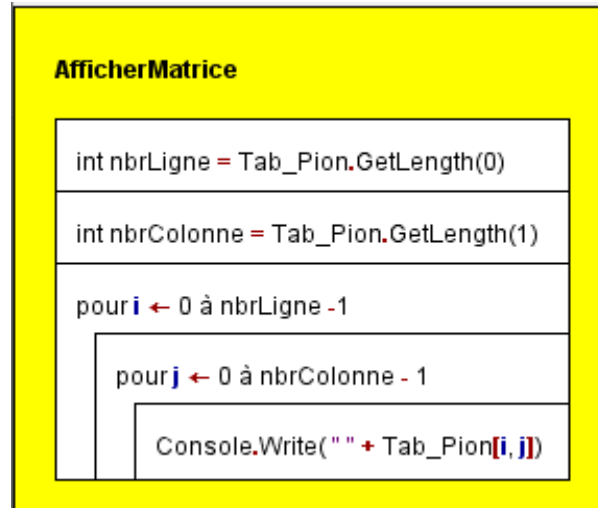 AfficherMatrice
int nbrLigne = Tab_Pion.GetLength(0)
int nbrColonne = Tab_Pion.GetLength(1)
pour i ← 0 à nbrLigne -1
pour j ← 0 à nbrColonne - 1
Console.Write(" " + Tab_Pion[i, j])